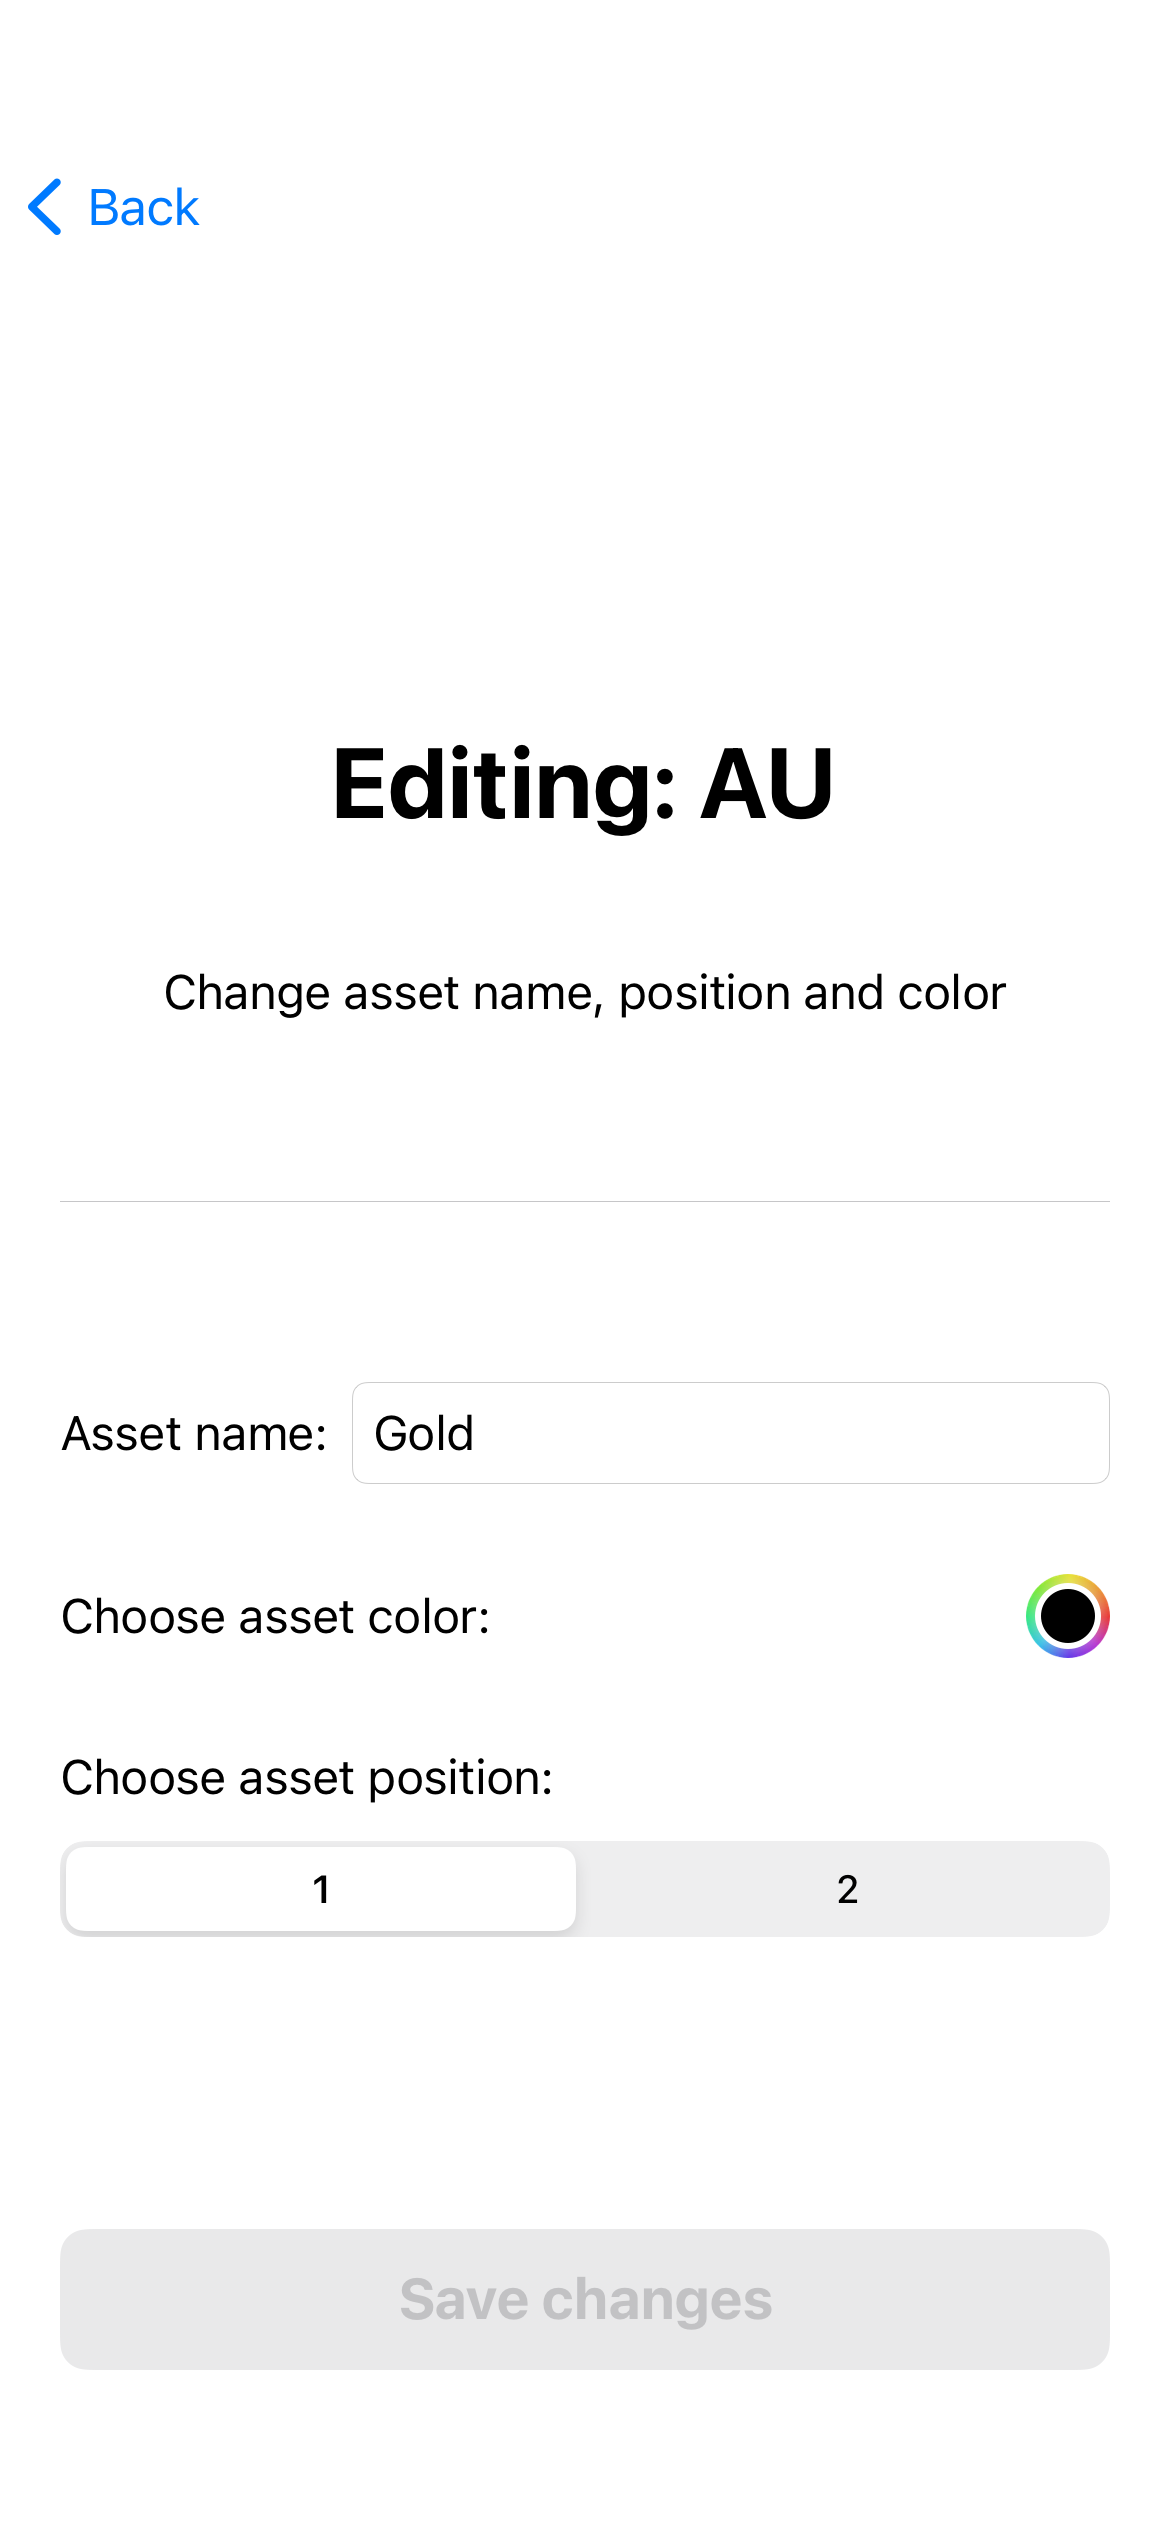 Back
Editing: AU
Change asset name, position and color
Asset name: Gold
Choose asset color:
Choose asset position:
1 2
Save changes